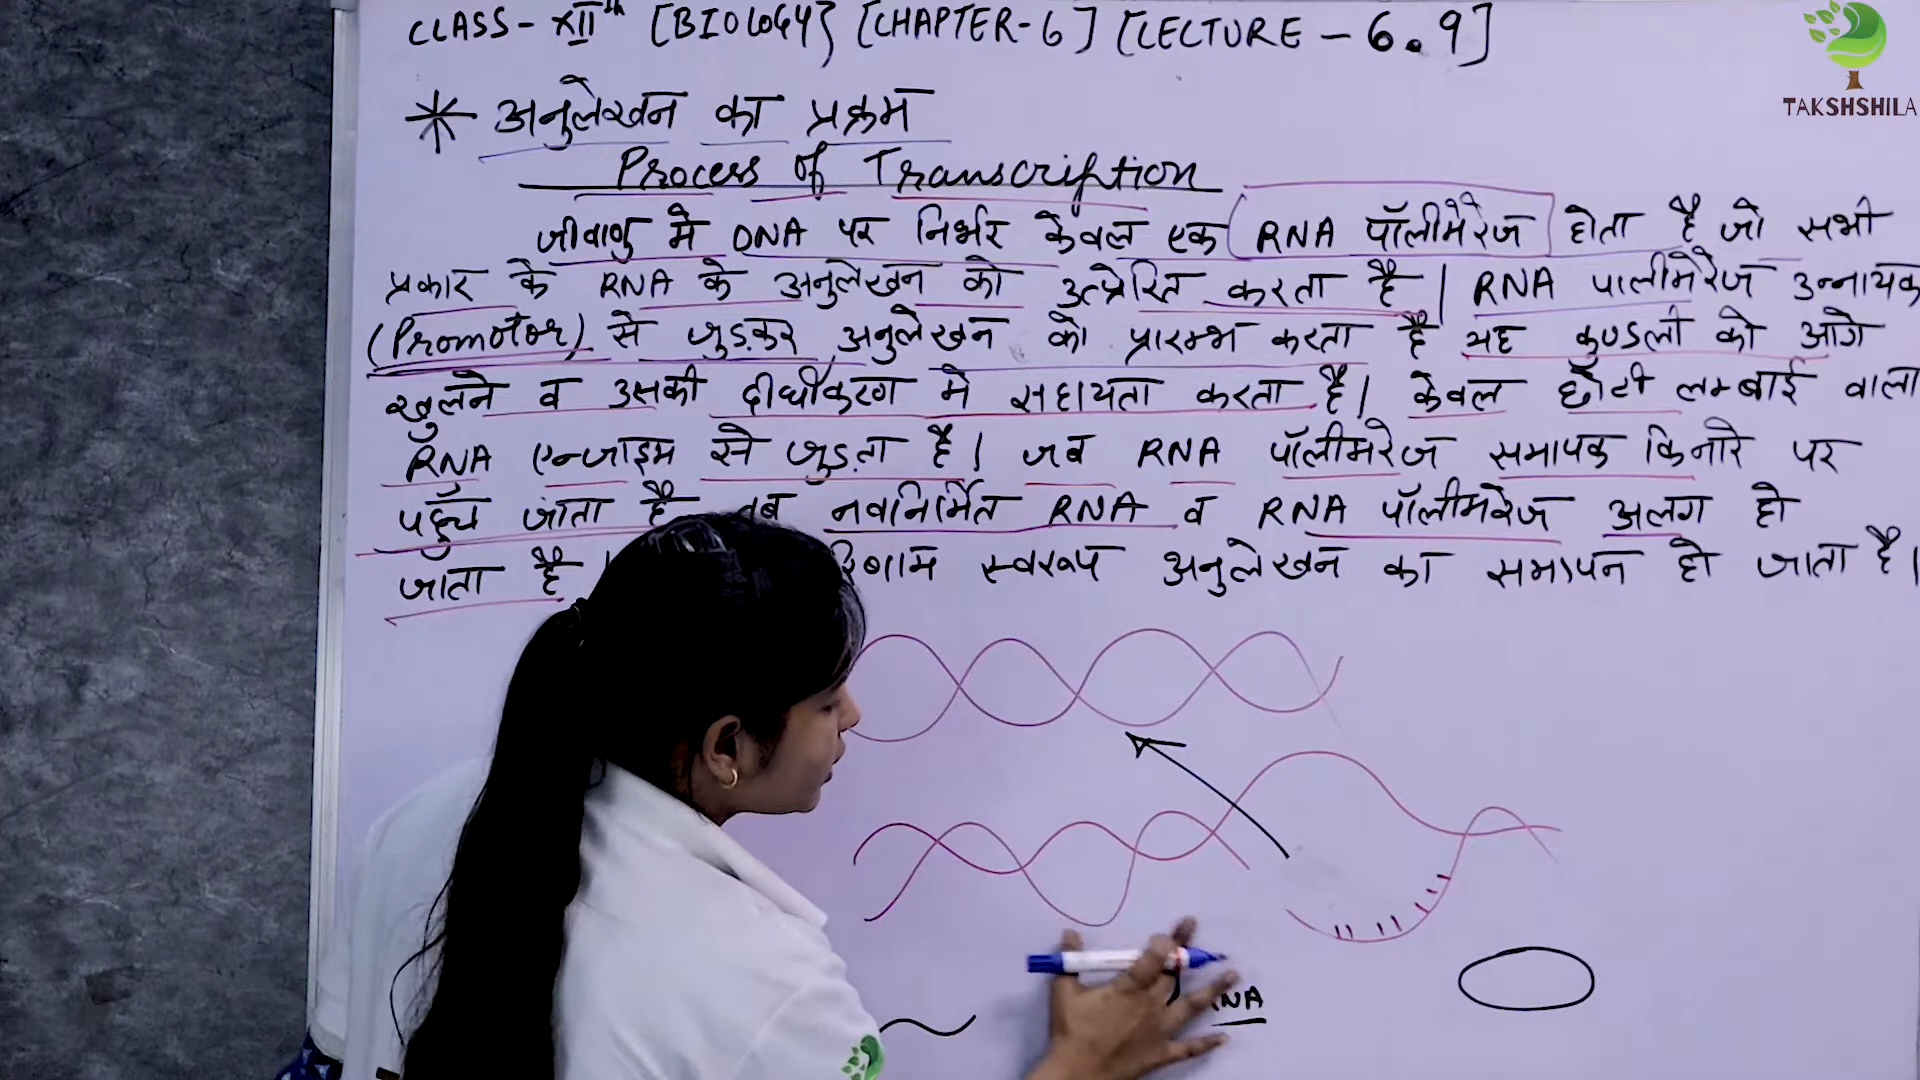 CLASS - XIIth [BIOLOGY} [CHAPTER-6] [LECTURE - 6.9]
TAKSHSHILA
* अनुलेखन का प्रक्रम
Process of Transcription
जीवाणु मे DNA पर निर्भर केवल एक RNA पॉलीमेरेज होता है जो सभी
प्रकार के RNA के अनुलेखन को उत्प्रेरित करता है | RNA पालीमेरेज उन्नायक
(Promotor) से जुड़कर अनुलेखन को प्रारम्भ करता है यह कुण्डली को आगे
खुलने व उसकी दीर्घीकरण मे सहायता करता है| केवल छोटी लम्बाई वाला
RNA एन्जाइम से जुड़ता है| जब RNA पॉलीमरेज समापक किनारे पर
पहुँच जाता है तब नवनिर्मित RNA व RNA पॉलीमरेज अलग हो
जाता है | स्वरूप अनुलेखन का समापन हो जाता है|
RNA